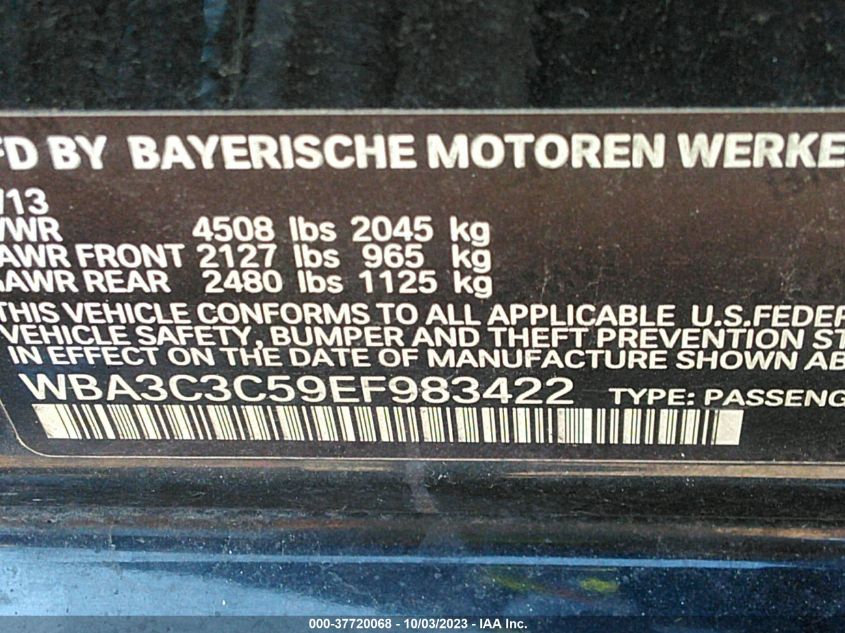 FD BY BAYERISCHE MOTOREN WERKE
/13
VWR 4508 lbs 2045 kg
AWR FRONT 2127 lbs 965 kg
AWR REAR 2480 lbs 1125 kg
THIS VEHICLE CONFORMS TO ALL APPLICABLE U.S.FEDER
VEHICLE SAFETY, BUMPER AND THEFT PREVENTION ST
IN EFFECT ON THE DATE OF MANUFACTURE SHOWN AB
WBA3C3C59EF983422 TYPE: PASSENG
000-37720068 - 10/03/2023 - IAA Inc.